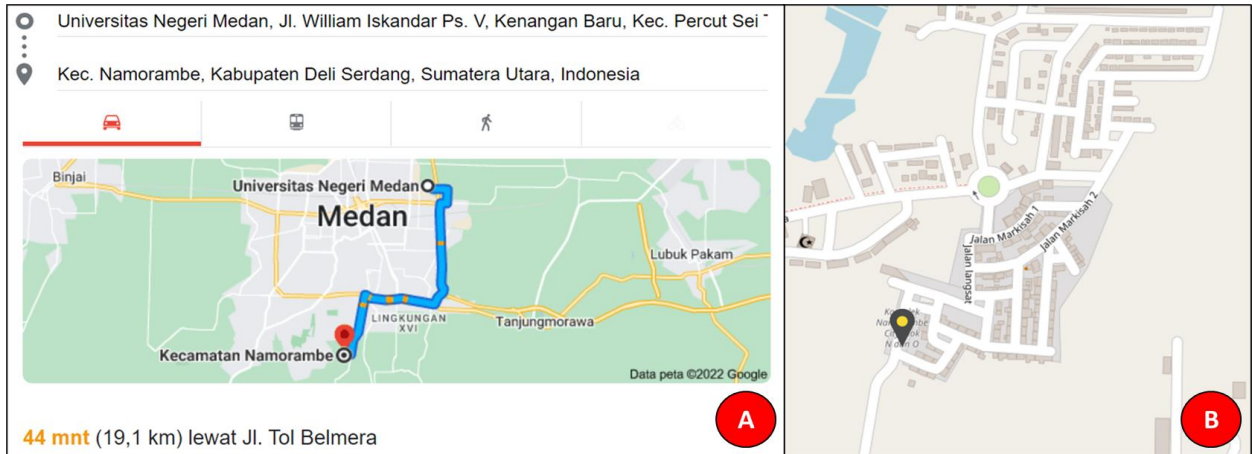 Universitas Negeri Medan, Jl. William Iskandar Ps. V, Kenangan Baru, Kec. Percut Sei
Kec. Namorambe, Kabupaten Deli Serdang, Sumatera Utara, Indonesia
Binjai
Universitas Negeri Medan
Medan
Lubuk Pakam
LINGKUNGAN
XVI
Tanjungmorawa
Kecamatan Namorambe
Data peta ©2022 Google
44 mnt (19,1 km) lewat Jl. Tol Belmera
A
Jalan Markisah 1
Jalan Markisah 2
Jalan langsat
N dan O
B